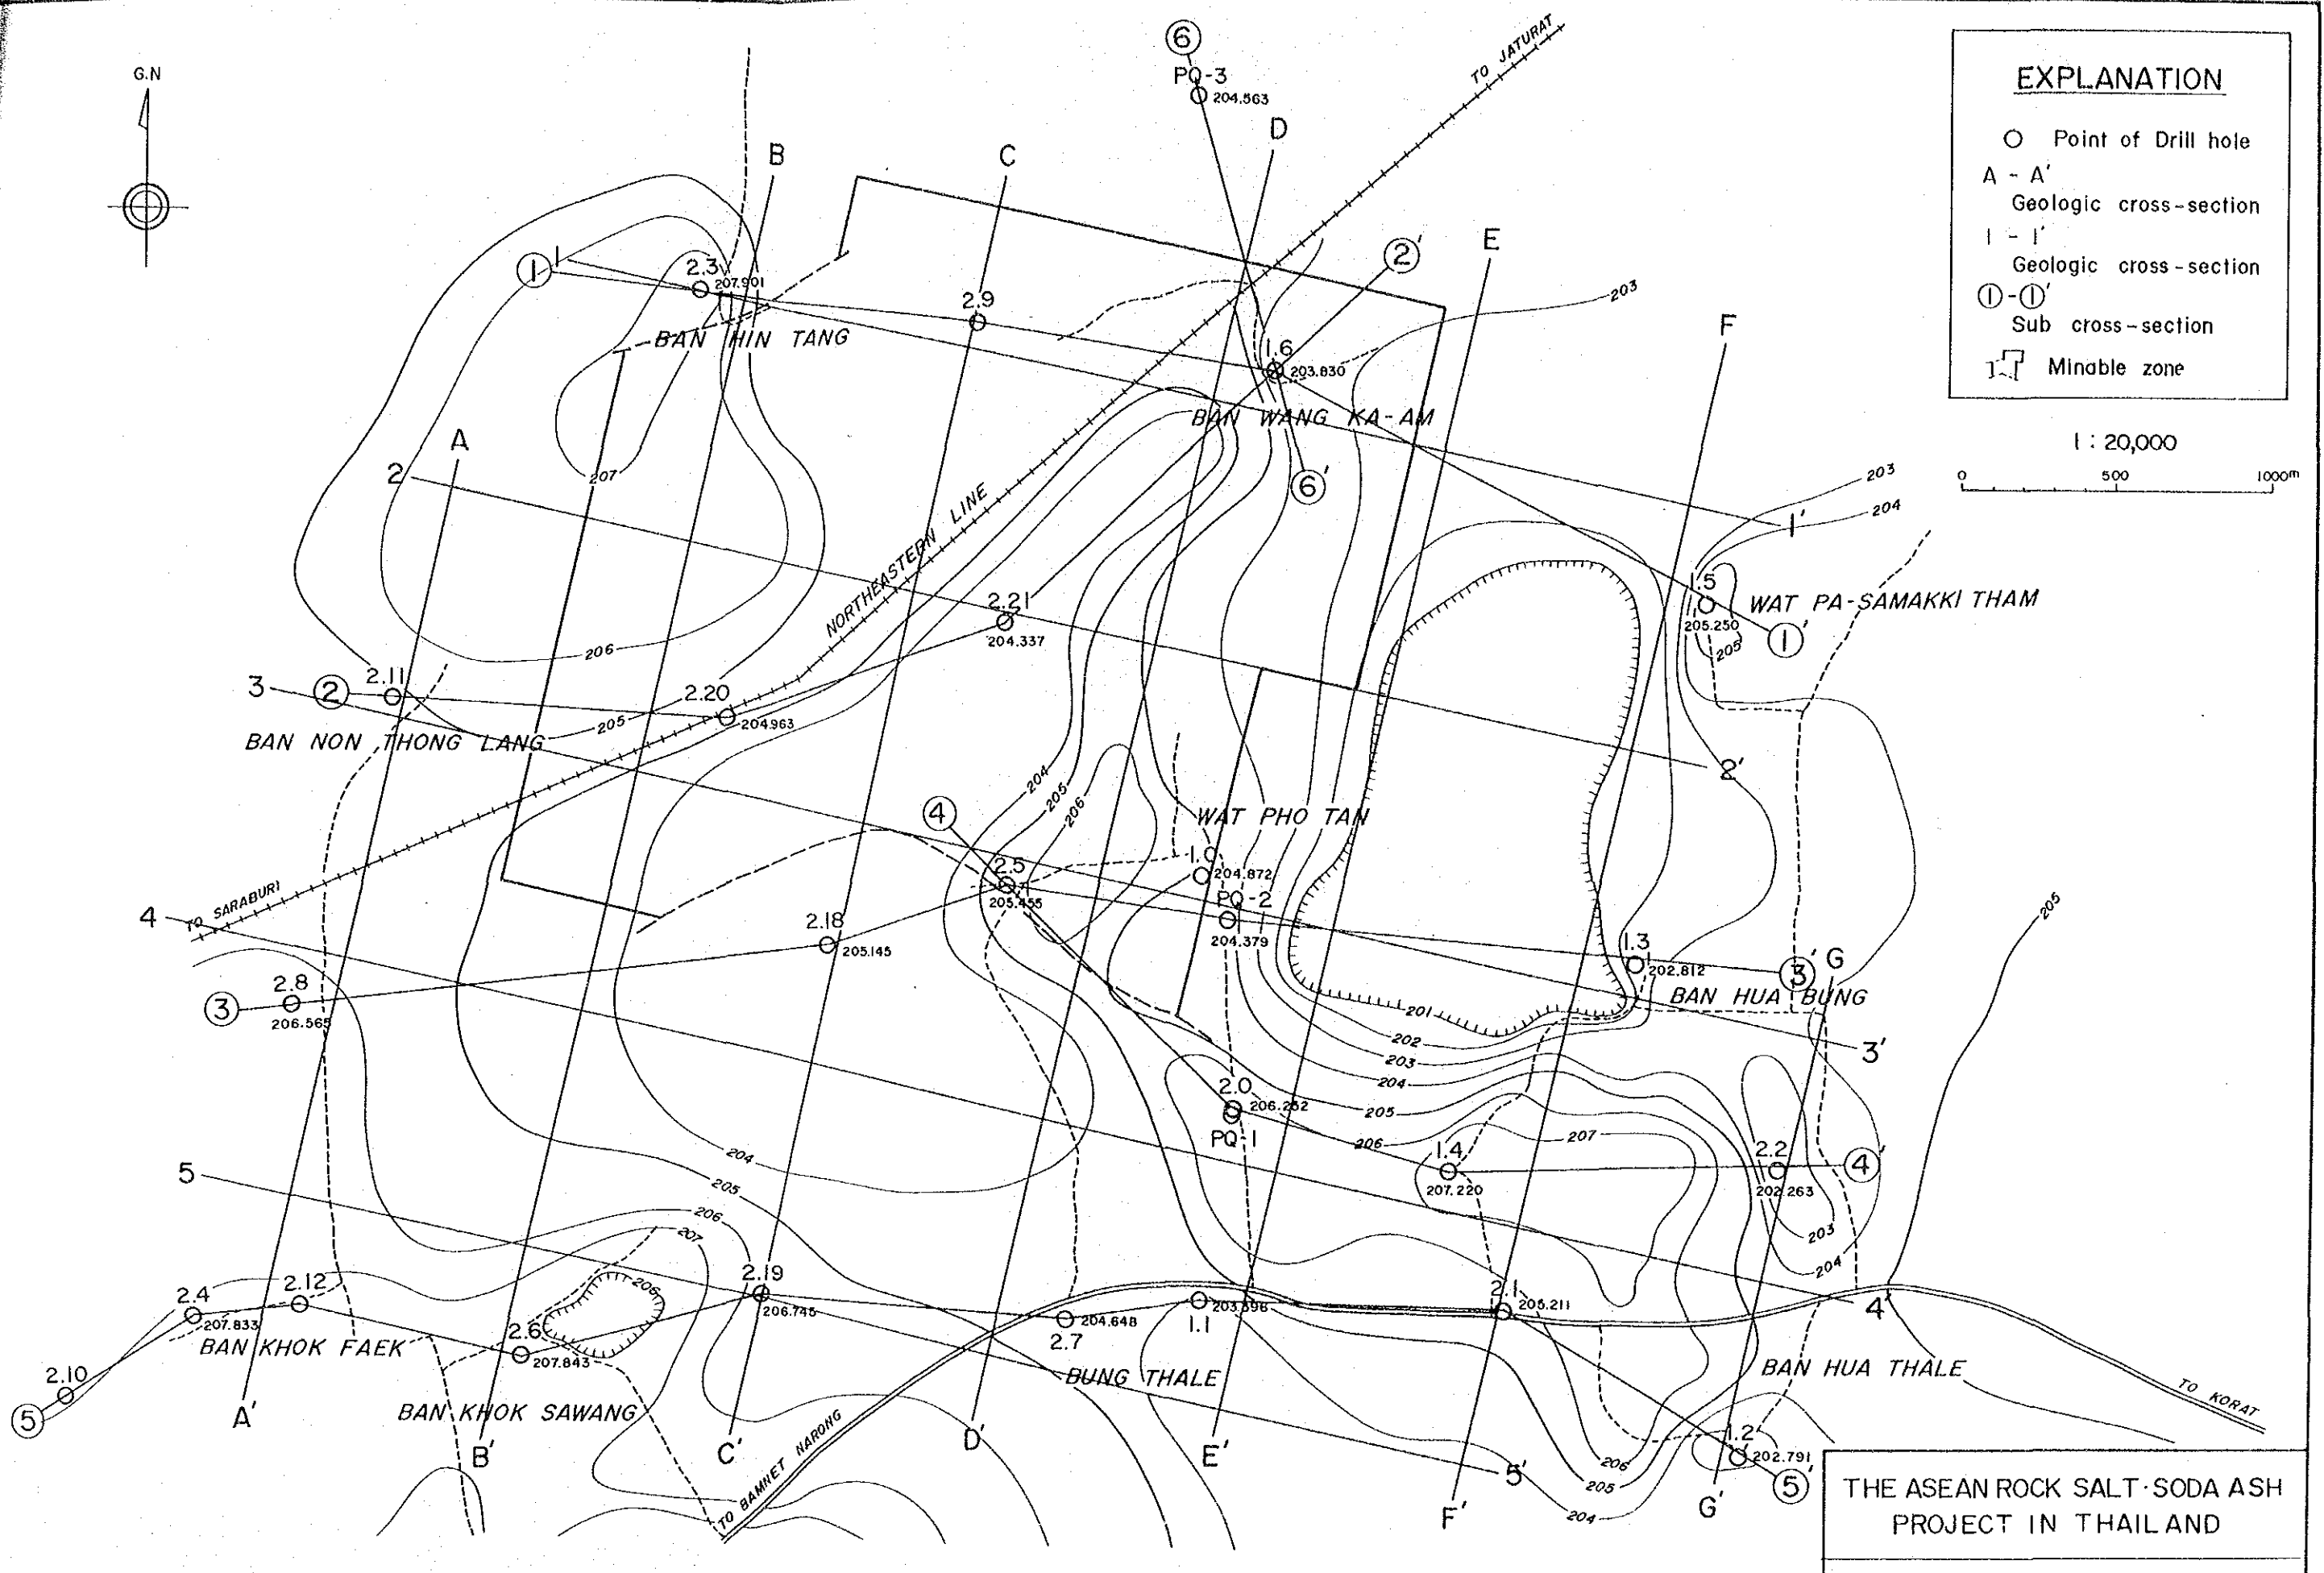 G.N
⑥
PQ-3
204.563
TO JATURAT
EXPLANATION
Point of Drill hole
A - A'
Geologic cross-section
1 - 1'
Geologic cross-section
①-①'
Sub cross-section
Minable zone
1 : 20,000
0 500 1000m
B
C
D
E
F
①
1
2.3
207.901
BAN HIN TANG
2.9
②'
203
1.6
203.830
BAN WANG KA-AM
⑥'
A
2
207
NORTHEASTERN LINE
203
204
1'
1.5
205.250
205
WAT PA-SAMAKKI THAM
①'
2.21
204.337
206
3
②
2.11
2.20
204.963
205
BAN NON THONG LANG
2'
204
205
206
④
WAT PHO TAN
2.5
205.455
1.0
204.872
PQ-2
204.379
4
TO SARABURI
2.18
205.145
1.3
202.812
③'
G
205
BAN HUA BUNG
③
2.8
206.565
201
202
203
204
205
206
207
3'
2.0
206.252
PQ-1
1.4
207.220
2.2
202.263
④'
203
204
5
204
205
206
207
206
2.4
207.833
2.12
2.19
206.745
2.6
207.843
2.7
204.648
1.1
2.1
205.211
4'
BAN KHOK FAEK
BUNG THALE
BAN HUA THALE
2.10
⑤
A'
BAN KHOK SAWANG
B'
C'
D'
E'
F'
G'
5'
TO BAMNET NARONG
TO KORAT
1.2
202.791
⑤'
206
205
204
THE ASEAN ROCK SALT·SODA ASH
PROJECT IN THAILAND